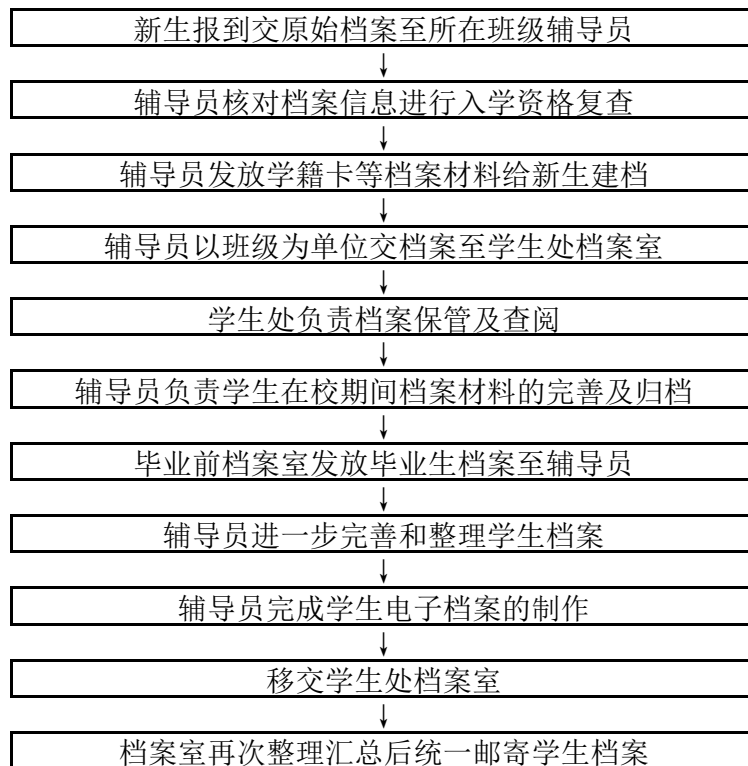 新生报到交原始档案至所在班级辅导员
辅导员核对档案信息进行入学资格复查
辅导员发放学籍卡等档案材料给新生建档
辅导员以班级为单位交档案至学生处档案室
学生处负责档案保管及查阅
辅导员负责学生在校期间档案材料的完善及归档
毕业前档案室发放毕业生档案至辅导员
辅导员进一步完善和整理学生档案
辅导员完成学生电子档案的制作
移交学生处档案室
档案室再次整理汇总后统一邮寄学生档案